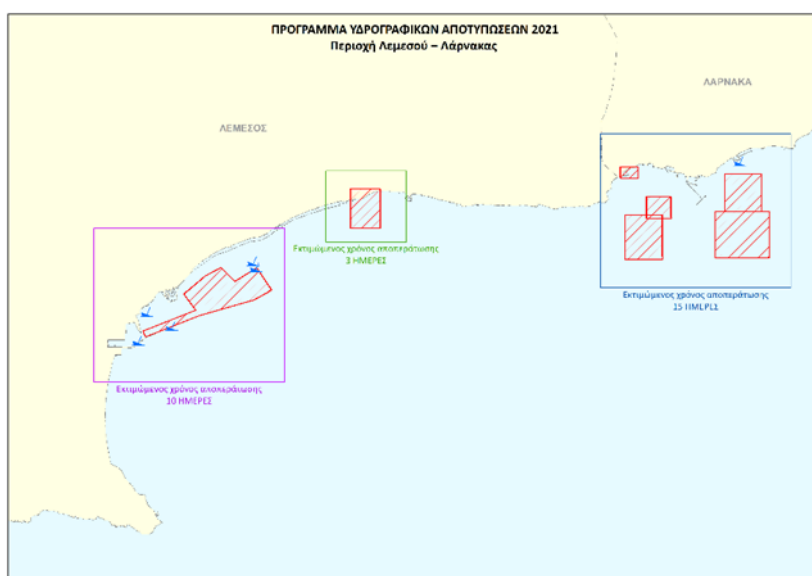 ΠΡΟΓΡΑΜΜΑ ΥΔΡΟΓΡΑΦΙΚΩΝ ΑΠΟΤΥΠΩΣΕΩΝ 2021
Περιοχή Λεμεσού – Λάρνακας
ΛΑΡΝΑΚΑ
ΛΕΜΕΣΟΣ
Εκτιμώμενος χρόνος αποπεράτωσης
3 ΗΜΕΡΕΣ
Εκτιμώμενος χρόνος αποπεράτωσης
15 ΗΜΕΡΕΣ
Εκτιμώμενος χρόνος αποπεράτωσης
10 ΗΜΕΡΕΣ